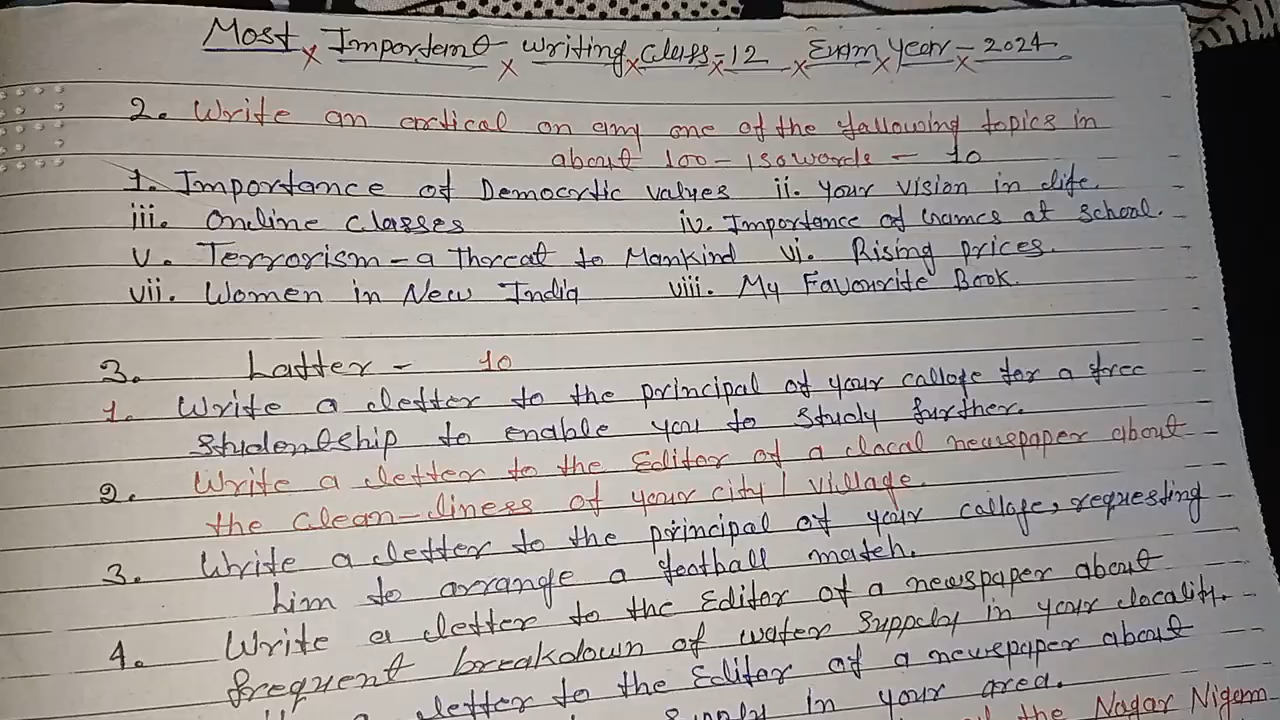 Most Important Writing Class-12 Exam Year-2024
2. Write an artical on any one of the fallowing topics in
about 100-150 words - 10
1. Importance of Democrtic values ii. your vision in life.
iii. Online Classes iv. Importance of Games at School.
v. Terrorism-a Threat to Mankind vi. Rising prices.
vii. Women in New India viii. My Favourite Book.
3. Latter - 10
1. Write a letter to the principal of your callage for a free
studentship to enable you to study further.
2. Write a letter to the Editor of a local newspaper about
the clean-liness of your city / village.
3. Write a letter to the principal of your callage, requesting
him to arrange a football match.
4. Write a letter to the Editor of a newspaper about
frequent breakdown of water supply in your locality.
letter to the Editor of a newspaper about
supply in your area.
the Nagar Nigam